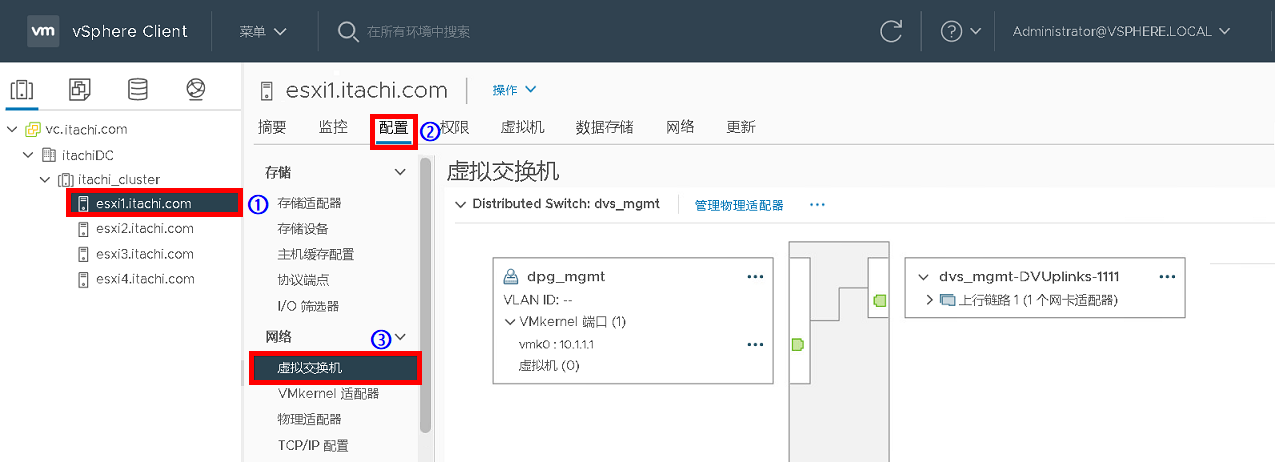 vm vSphere Client 菜单 在所有环境中搜索 Administrator@VSPHERE.LOCAL
vc.itachi.com
itachiDC
itachi_cluster
esxi1.itachi.com ①
esxi2.itachi.com
esxi3.itachi.com
esxi4.itachi.com
esxi1.itachi.com 操作
摘要 监控 配置 ② 权限 虚拟机 数据存储 网络 更新
存储
存储适配器
存储设备
主机缓存配置
协议端点
I/O 筛选器
网络 ③
虚拟交换机
VMkernel 适配器
物理适配器
TCP/IP 配置
虚拟交换机
Distributed Switch: dvs_mgmt 管理物理适配器 ...
dpg_mgmt ...
VLAN ID: --
VMkernel 端口 (1)
vmk0 : 10.1.1.1 ...
虚拟机 (0)
dvs_mgmt-DVUplinks-1111 ...
上行链路 1 (1 个网卡适配器)